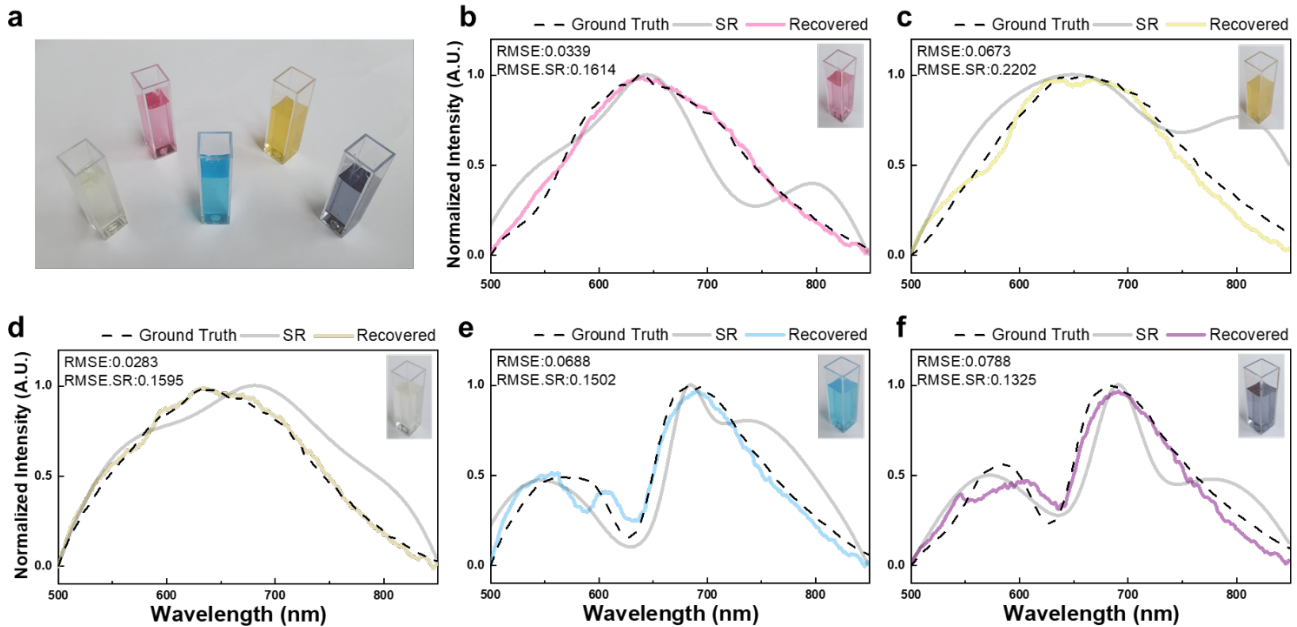 a
b
Ground Truth SR Recovered
RMSE:0.0339
RMSE.SR:0.1614
Normalized Intensity (A.U.)
1.0
0.5
0.0
500 600 700 800
c
Ground Truth SR Recovered
RMSE:0.0673
RMSE.SR:0.2202
1.0
0.5
0.0
500 600 700 800
d
Ground Truth SR Recovered
RMSE:0.0283
RMSE.SR:0.1595
Normalized Intensity (A.U.)
1.0
0.5
0.0
500 600 700 800
Wavelength (nm)
e
Ground Truth SR Recovered
RMSE:0.0688
RMSE.SR:0.1502
1.0
0.5
0.0
500 600 700 800
Wavelength (nm)
f
Ground Truth SR Recovered
RMSE:0.0788
RMSE.SR:0.1325
1.0
0.5
0.0
500 600 700 800
Wavelength (nm)